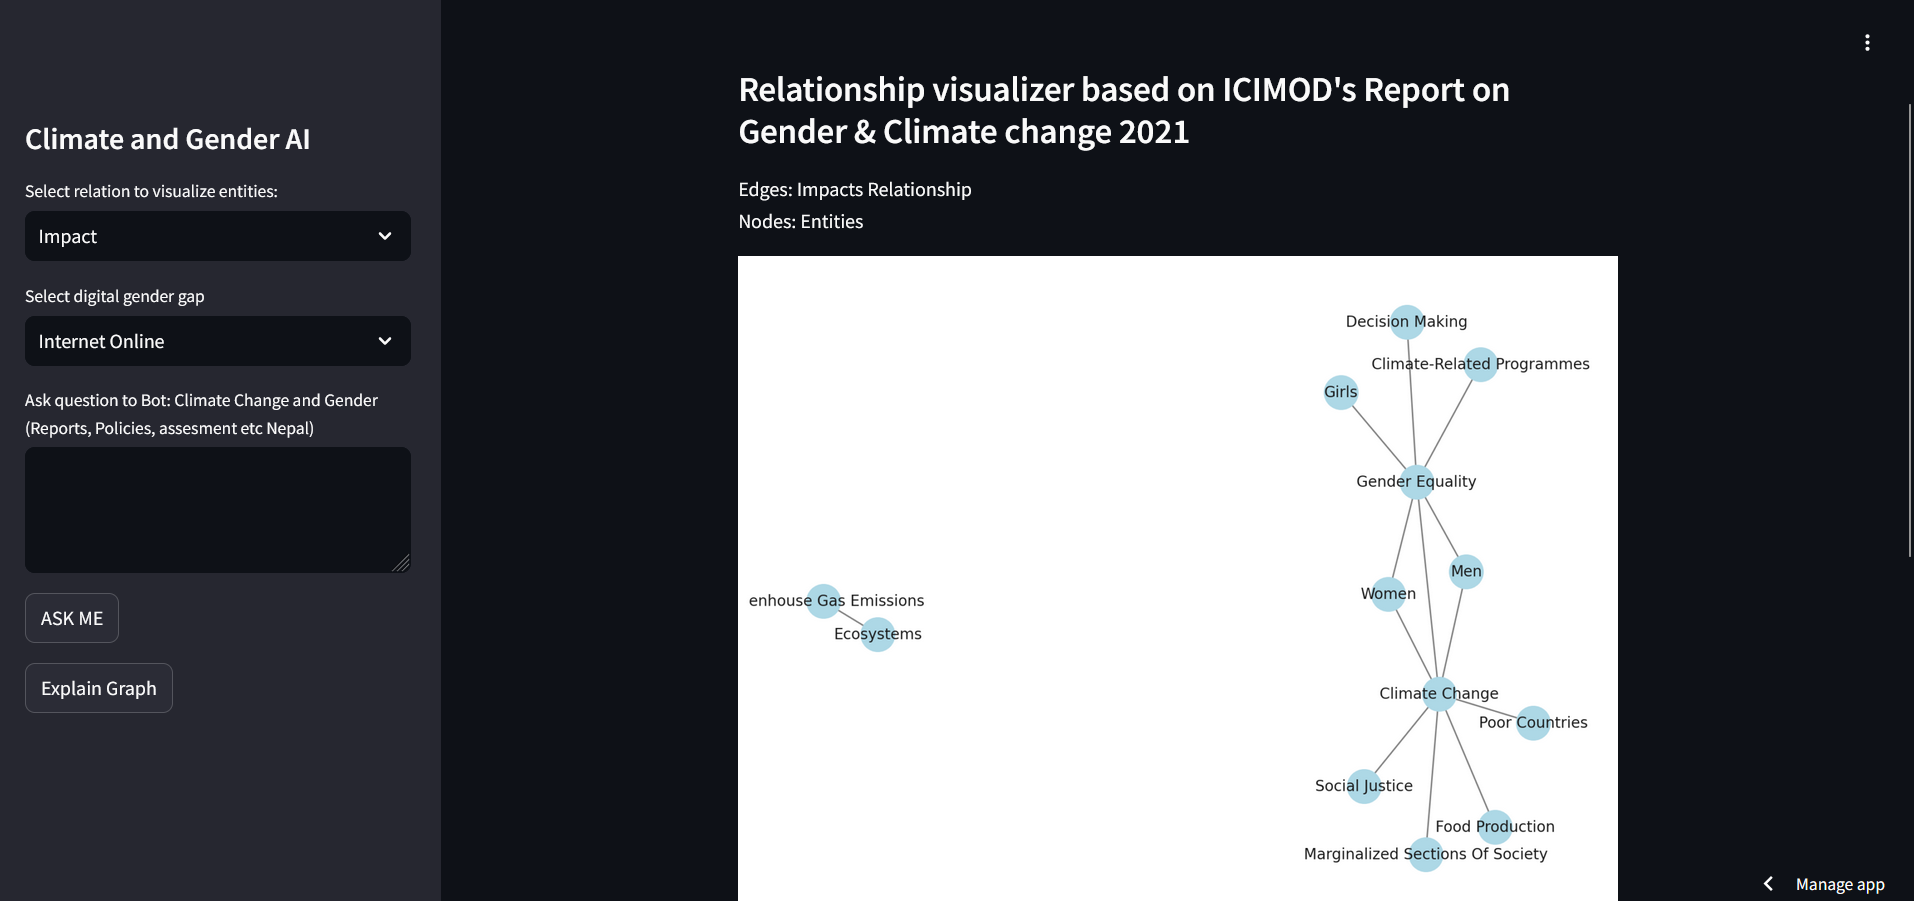 Climate and Gender AI
Select relation to visualize entities:
Impact
Select digital gender gap
Internet Online
Ask question to Bot: Climate Change and Gender
(Reports, Policies, assesment etc Nepal)
ASK ME
Explain Graph
Relationship visualizer based on ICIMOD's Report on
Gender & Climate change 2021
Edges: Impacts Relationship
Nodes: Entities
Decision Making
Climate-Related Programmes
Girls
Gender Equality
Men
Women
enhouse Gas Emissions
Ecosystems
Climate Change
Poor Countries
Social Justice
Food Production
Marginalized Sections Of Society
Manage app